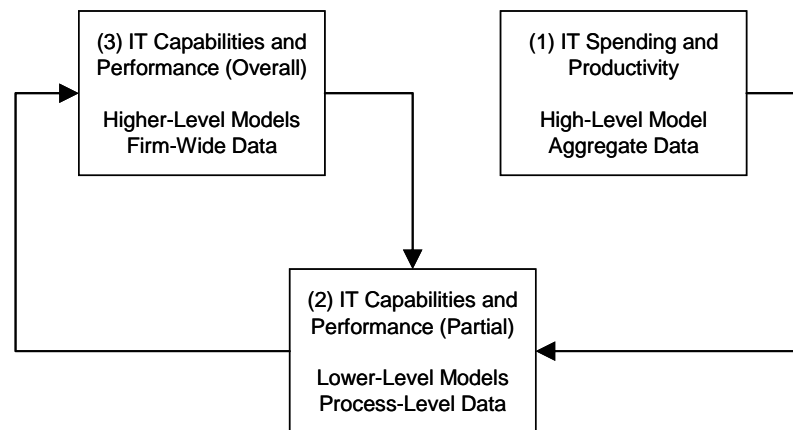 (3) IT Capabilities and
Performance (Overall)
Higher-Level Models
Firm-Wide Data
(1) IT Spending and
Productivity
High-Level Model
Aggregate Data
(2) IT Capabilities and
Performance (Partial)
Lower-Level Models
Process-Level Data